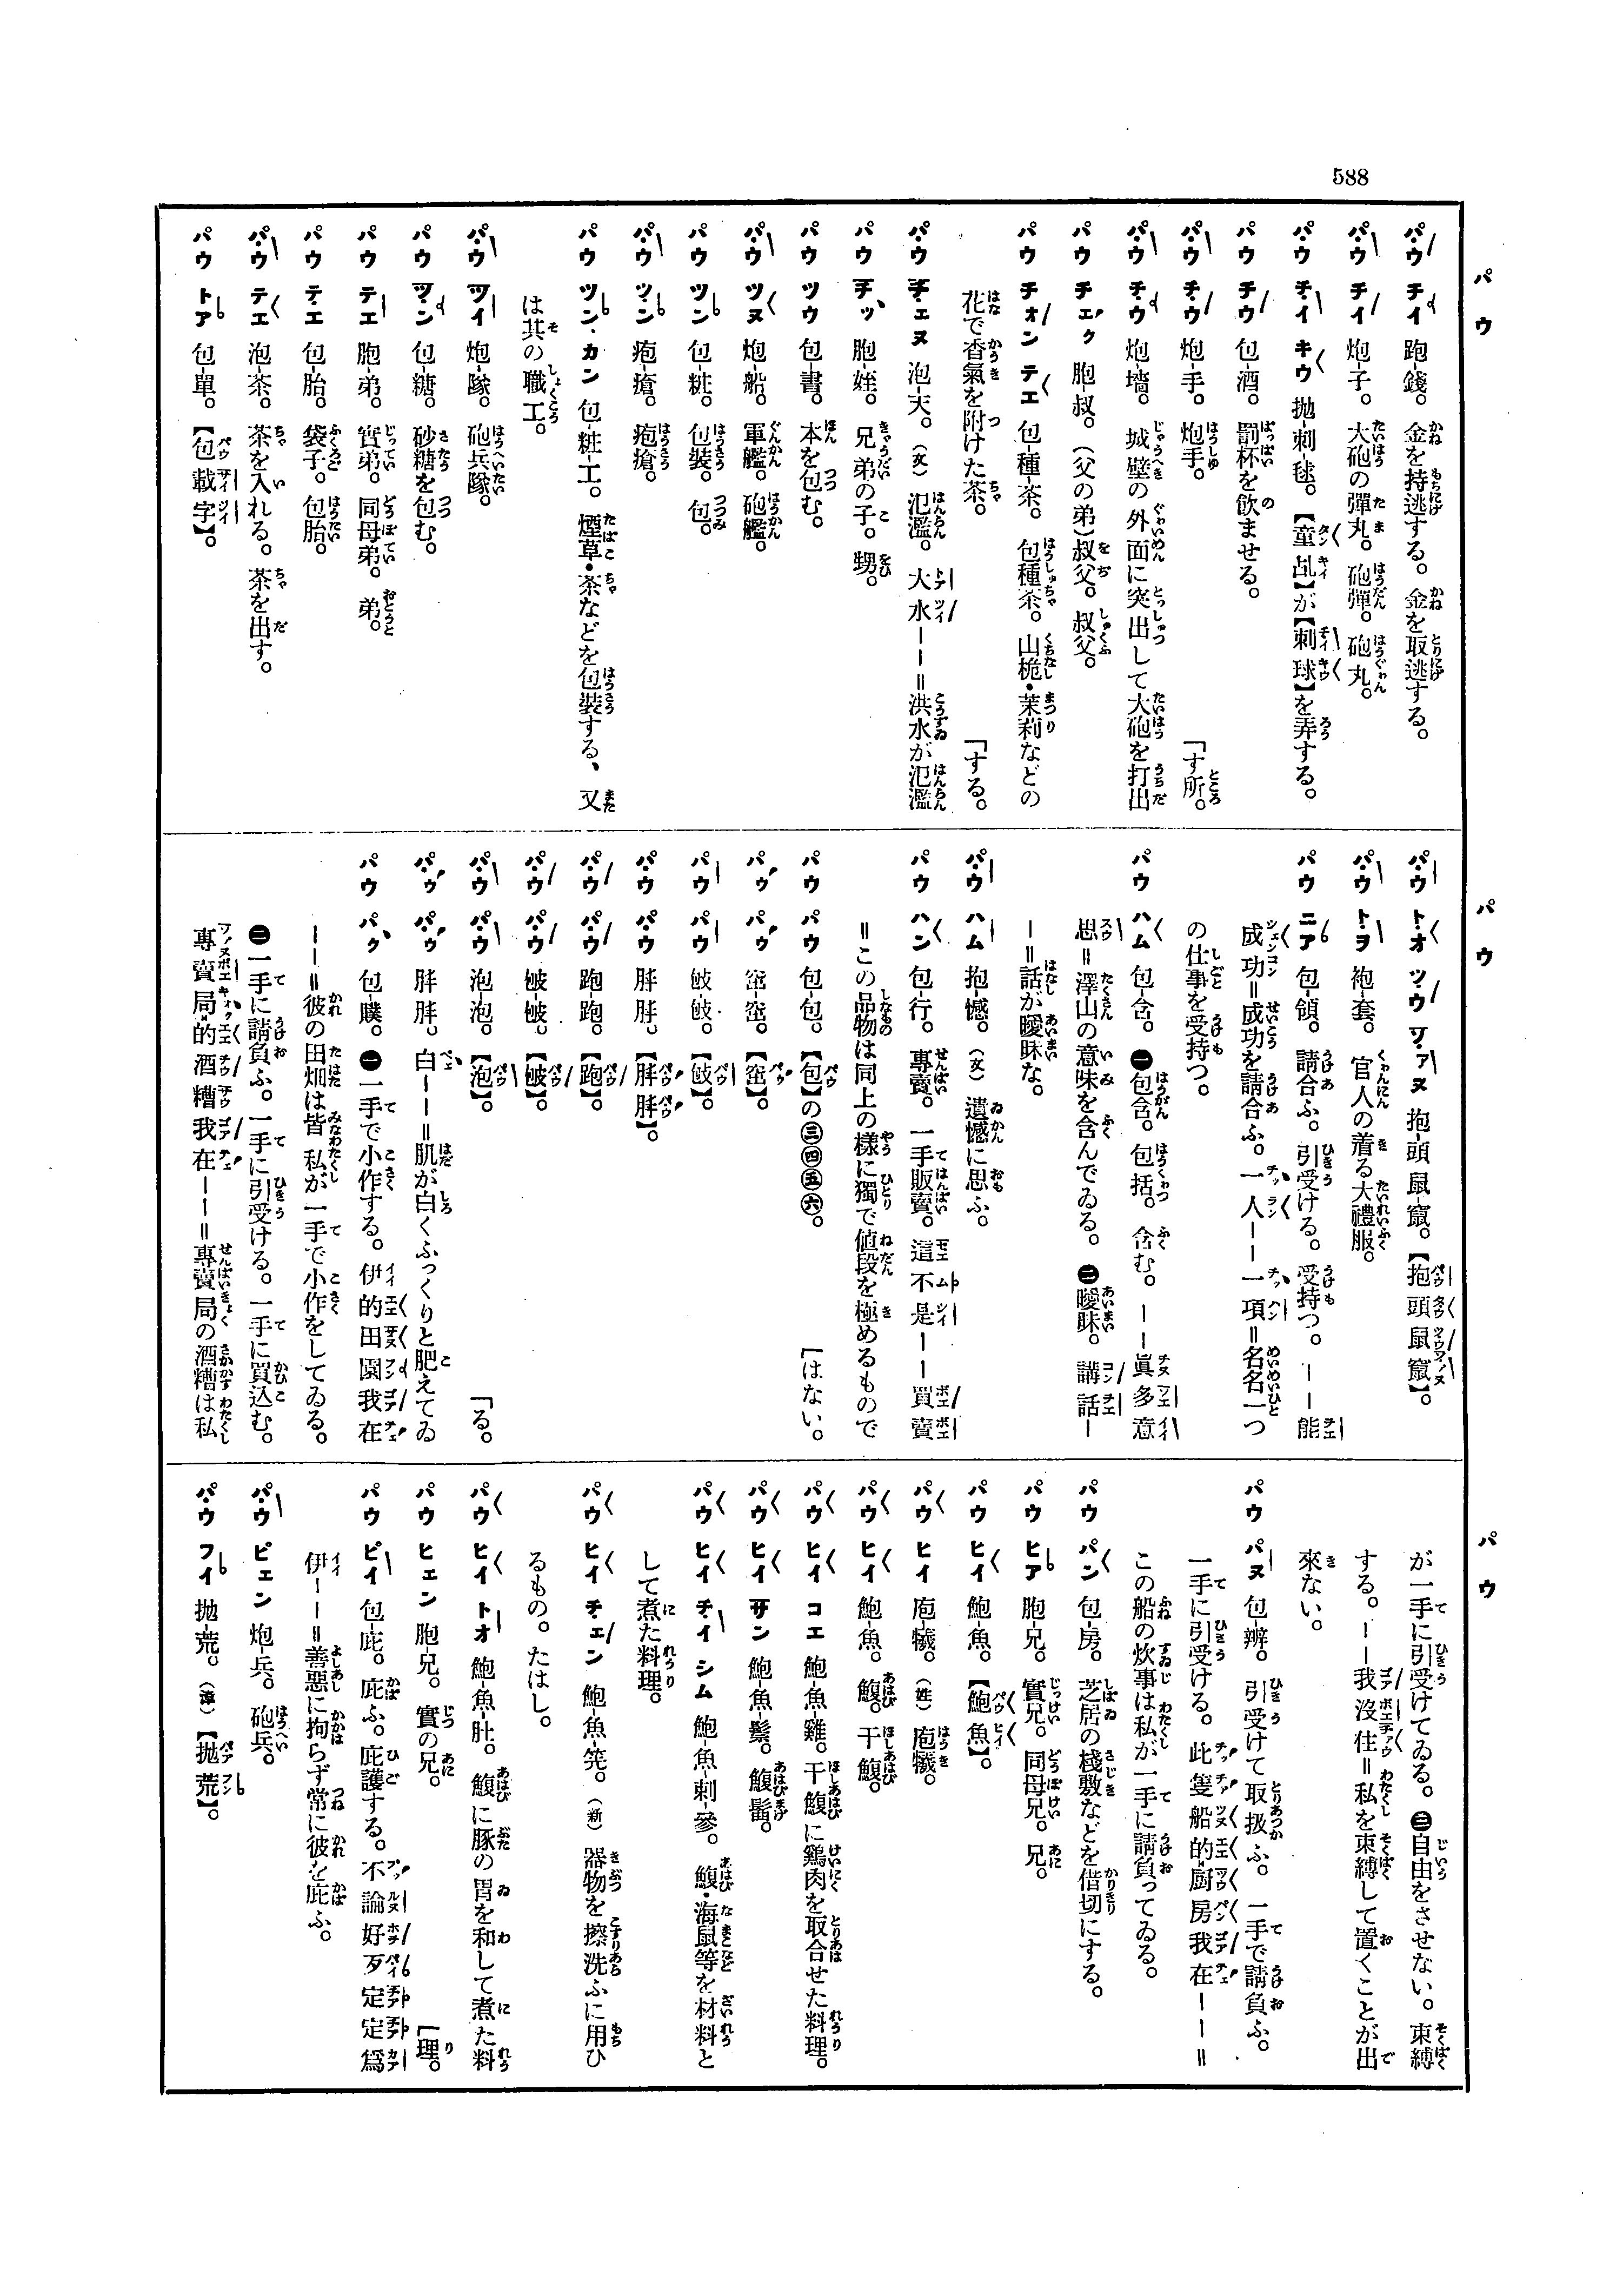 588
パウ
パウ チイ 跑-錢。金を持逃する。金を取逃する。
パウ チイ 炮-子。大砲の彈丸。砲彈。砲丸。
パウ チイ キウ 拋-刺-毬。【童乩】が【刺球】を弄する。
パウ チウ 包-酒。罰杯を飮ませる。
パウ チウ 炮-手。炮手。 「す所。
パウ チウ 炮-墻。城壁の外面に突出して大砲を打出
パウ チェク 胞-叔。(父の弟)叔父。叔父。
パウ チォン テエ 包-種-茶。包種茶。山梔・茉莉などの
花で香氣を附けた茶。 「する。
パウ チェヌ 泡-天。(文)氾濫。大水--=洪水が氾濫
パウ チッ 胞-姪。兄弟の子。甥。
パウ ツウ 包-書。本を包む。
パウ ツヌ 炮-船。軍艦。砲艦。
パウ ツン 包-粧。包裝。包。
パウ ツン 疱-瘡。疱瘡。
パウ ツン・カン 包-粧-工。煙草・茶などを包裝する、又
は其の職工。
パウ ツイ 炮-隊。砲兵隊。
パウ ツン 包-糖。砂糖を包む。
パウ テエ 胞-弟。實弟。同母弟。弟。
パウ テエ 包-胎。袋子。包胎。
パウ テエ 泡-茶。茶を入れる。茶を出す。
パウ トア 包-單。【包載字】。
パウ
パウ トオ ツウ ツァヌ 抱-頭鼠-竄。【抱頭鼠竄】。
パウ トヲ 袍-套。官人の着る大禮服。
パウ ニア 包-領。請合ふ。引受ける。受持つ。--能
成功=成功を請合ふ。一人--一項=名名一つ
の仕事を受持つ。
パウ ハム 包-含。㊀包含。包括。含む。--眞多意
思=澤山の意味を含んでゐる。㊁曖昧。講話-
-=話が曖昧な。
パウ ハム 抱-憾。(文)遺憾に思ふ。
パウ ハン 包-行。專賣。一手販賣。這不是--買賣
=この品物は同上の樣に獨で値段を極めるもので
パウ パウ 包-包。【包】の㊂㊃㊄㊅。 「はない。
パウ パウ 【】。
パウ パウ 【】。
パウ パウ 胖-胖。【胖胖】。
パウ パウ 跑-跑。【跑】。
パウ パウ 【】。
パウ パウ 泡-泡。【泡】。 「る。
パウ パウ 胖-胖。白--=肌が白くふっくりと肥えてゐ
パウ パク 包-贌。㊀一手で小作する。伊的田園我在
--=彼の田畑は皆私が一手で小作をしてゐる。
㊁一手に請負ふ。一手に引受ける。一手に買込む。
專賣局的酒糟我在--=專賣局の酒糟は私
パウ
が一手に引受けてゐる。㊂自由をさせない。束縛
する。--我沒住=私を束縛して置くことが出
來ない。
パウ パヌ 包-辨。引受けて取扱ふ。一手で請負ふ。
一手に引受ける。此隻船的厨房我在--=
この船の炊事は私が一手に請負ってゐる。
パウ パン 包-房。芝居の棧敷などを借切にする。
パウ ヒア 胞-兄。實兄。同母兄。兄。
パウ ヒイ 鮑-魚。【鮑魚】。
パウ ヒイ 庖-犧。(姓)庖犧。
パウ ヒイ 鮑-魚。鰒。干鰒。
パウ ヒイ コエ 鮑-魚-雞。干鰒に鷄肉を取合せた料理。
パウ ヒイ サン 鮑-魚-鬃。鰒髷。
パウ ヒイ チイ シム 鮑-魚-刺-參。鰒・海鼠等を材料と
して煮た料理。
パウ ヒイ チェン 鮑-魚-筅。(新)器物を擦洗ふに用ひ
るもの。たはし。
パウ ヒイ トオ 鮑-魚-肚。鰒に豚の胃を和して煮た料
パウ ヒェン 胞-兄。實の兄。 「理。
パウ ピイ 包-庇。庇ふ。庇護する。不論好歹定定爲
伊--=善惡に拘らず常に彼を庇ふ。
パウ ピェン 炮-兵。砲兵。
パウ フイ 拋-荒。(漳)【拋荒】。